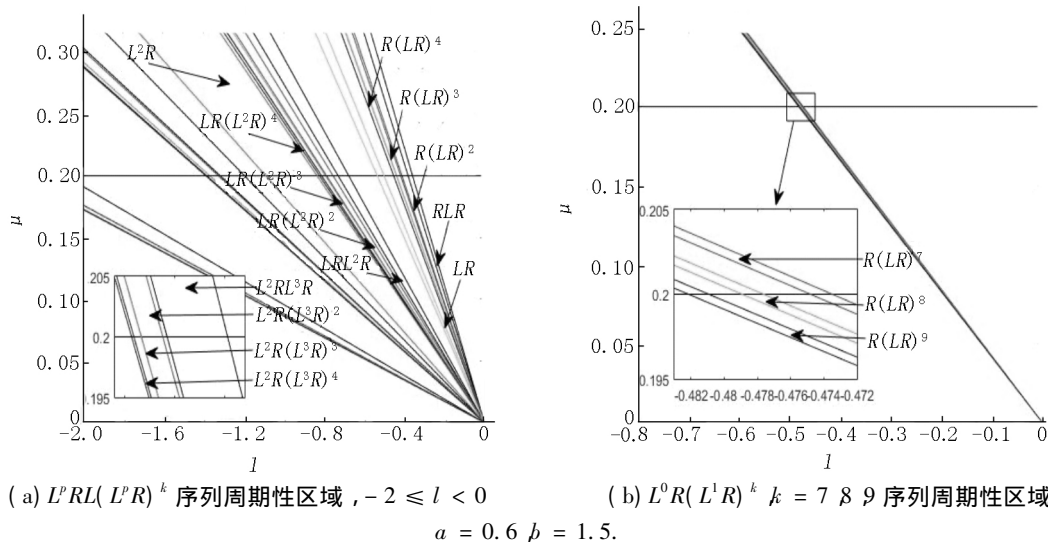 0.30
0.25
0.20
0.15
0.10
0.05
0
μ
-2.0 -1.6 -1.2 -0.8 -0.4 0
l
L²R
LR(L²R)⁴
LR(L²R)³
LR(L²R)²
LRL²R
R(LR)⁴
R(LR)³
R(LR)²
RLR
LR
.205
0.2
0.195
L²RL³R
L²R(L³R)²
L²R(L³R)³
L²R(L³R)⁴
0.25
0.20
0.15
0.10
0.05
0
μ
-0.8 -0.7 -0.6 -0.5 -0.4 -0.3 -0.2 -0.1 0
l
0.205
0.2
0.195
-0.482 -0.48 -0.478 -0.476 -0.474 -0.472
R(LR)⁷
R(LR)⁸
R(LR)⁹
(a) LᵖRL(LᵖR)ᵏ 序列周期性区域,-2 ≤ l < 0
(b) L⁰R(L¹R)ᵏ k = 7 8 9 序列周期性区域
a = 0.6 b = 1.5.